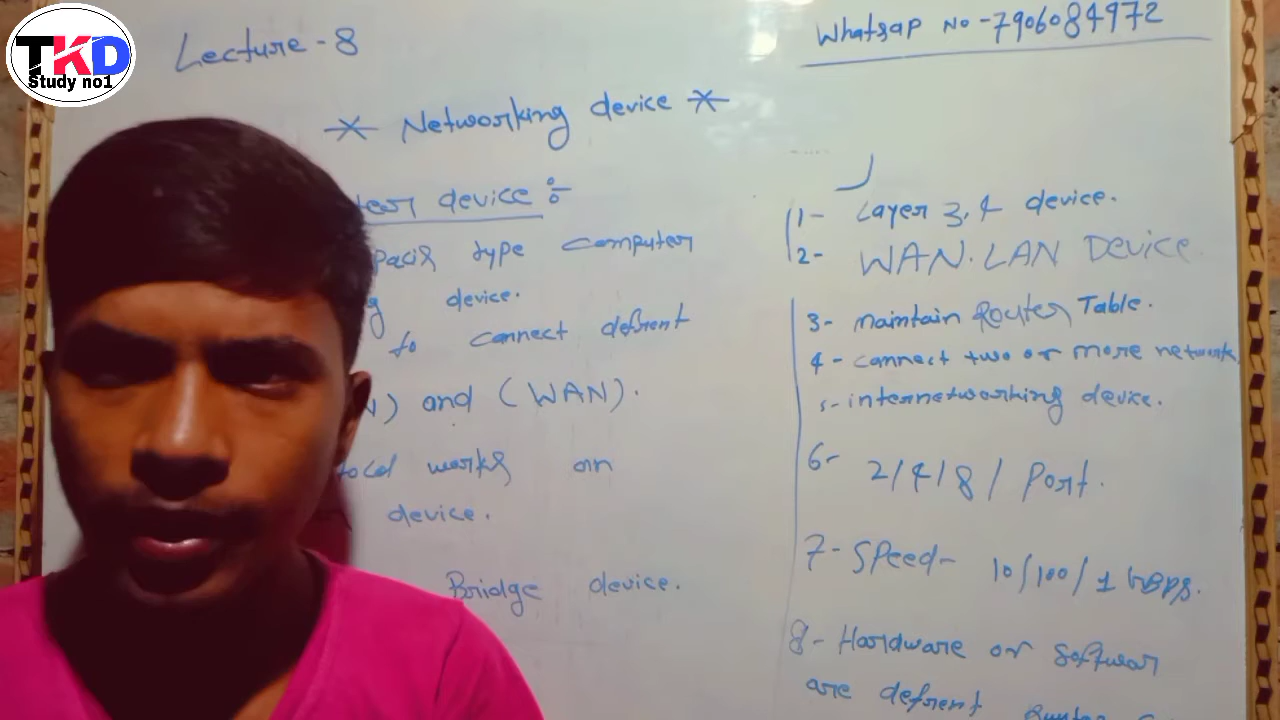 TKD
Study no1
Lecture - 8
Whatsap No - 7906084972
* Networking device *
device ÷
type computer
device.
to connect defrent
) and (WAN).
works on
device.
Bridge device.
1- Layer 3,4 device.
2- WAN. LAN Device
3- maintain Router Table.
4- connect two or more network
5- internetworking device.
6- 2/4/8/ Port.
7- Speed- 10/100/1
8- Hardware or Softwar
are defrent